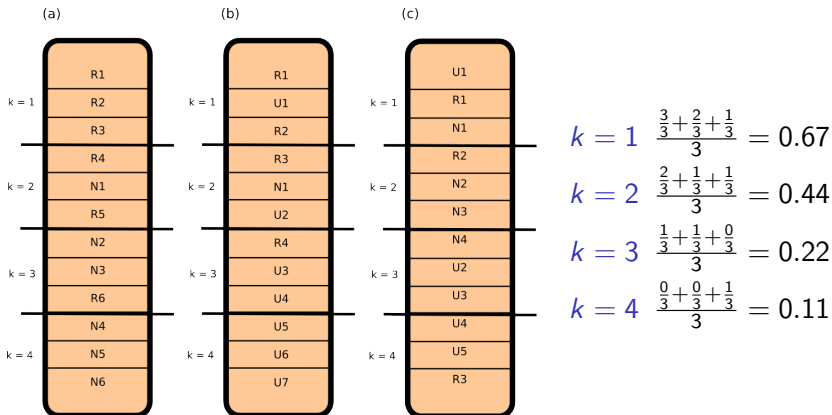 (a)
R1
R2
R3
R4
N1
R5
N2
N3
R6
N4
N5
N6
k = 1
k = 2
k = 3
k = 4
(b)
R1
U1
R2
R3
N1
U2
R4
U3
U4
U5
U6
U7
k = 1
k = 2
k = 3
k = 4
(c)
U1
R1
N1
R2
N2
N3
N4
U2
U3
U4
U5
R3
k = 1
k = 2
k = 3
k = 4
k = 1 (3/3 + 2/3 + 1/3)/3 = 0.67
k = 2 (2/3 + 1/3 + 1/3)/3 = 0.44
k = 3 (1/3 + 1/3 + 0/3)/3 = 0.22
k = 4 (0/3 + 0/3 + 1/3)/3 = 0.11